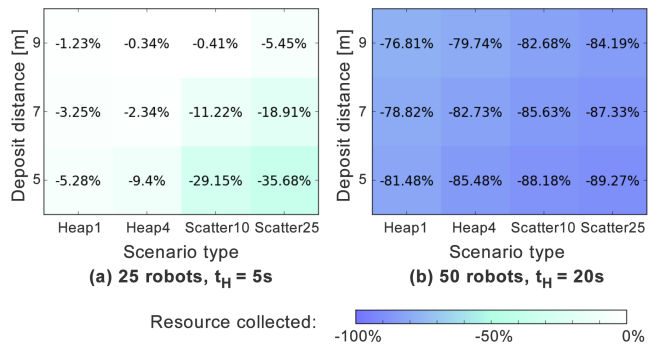 Deposit distance [m]
9
-1.23%
-0.34%
-0.41%
-5.45%
7
-3.25%
-2.34%
-11.22%
-18.91%
5
-5.28%
-9.4%
-29.15%
-35.68%
Heap1
Heap4
Scatter10
Scatter25
Scenario type
(a) 25 robots, t_H = 5s
Deposit distance [m]
9
-76.81%
-79.74%
-82.68%
-84.19%
7
-78.82%
-82.73%
-85.63%
-87.33%
5
-81.48%
-85.48%
-88.18%
-89.27%
Heap1
Heap4
Scatter10
Scatter25
Scenario type
(b) 50 robots, t_H = 20s
Resource collected:
-100%
-50%
0%